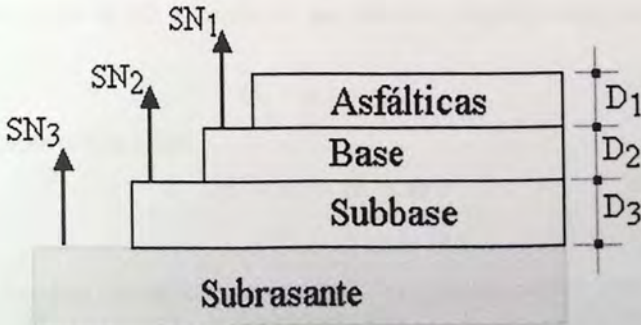 SN1
Asfálticas D1
SN2
Base D2
SN3
Subbase D3
Subrasante